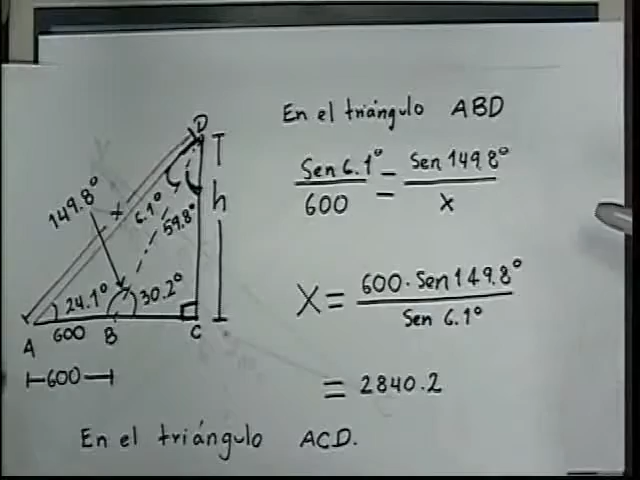 En el triángulo ABD
Sen 6.1° = Sen 149.8°
600 x
X = 600 · Sen 149.8°
Sen 6.1°
= 2840.2
D
T
149.8°
x
6.1°
59.8°
h
24.1°
30.2°
A
600
B
C
600
En el triángulo ACD.